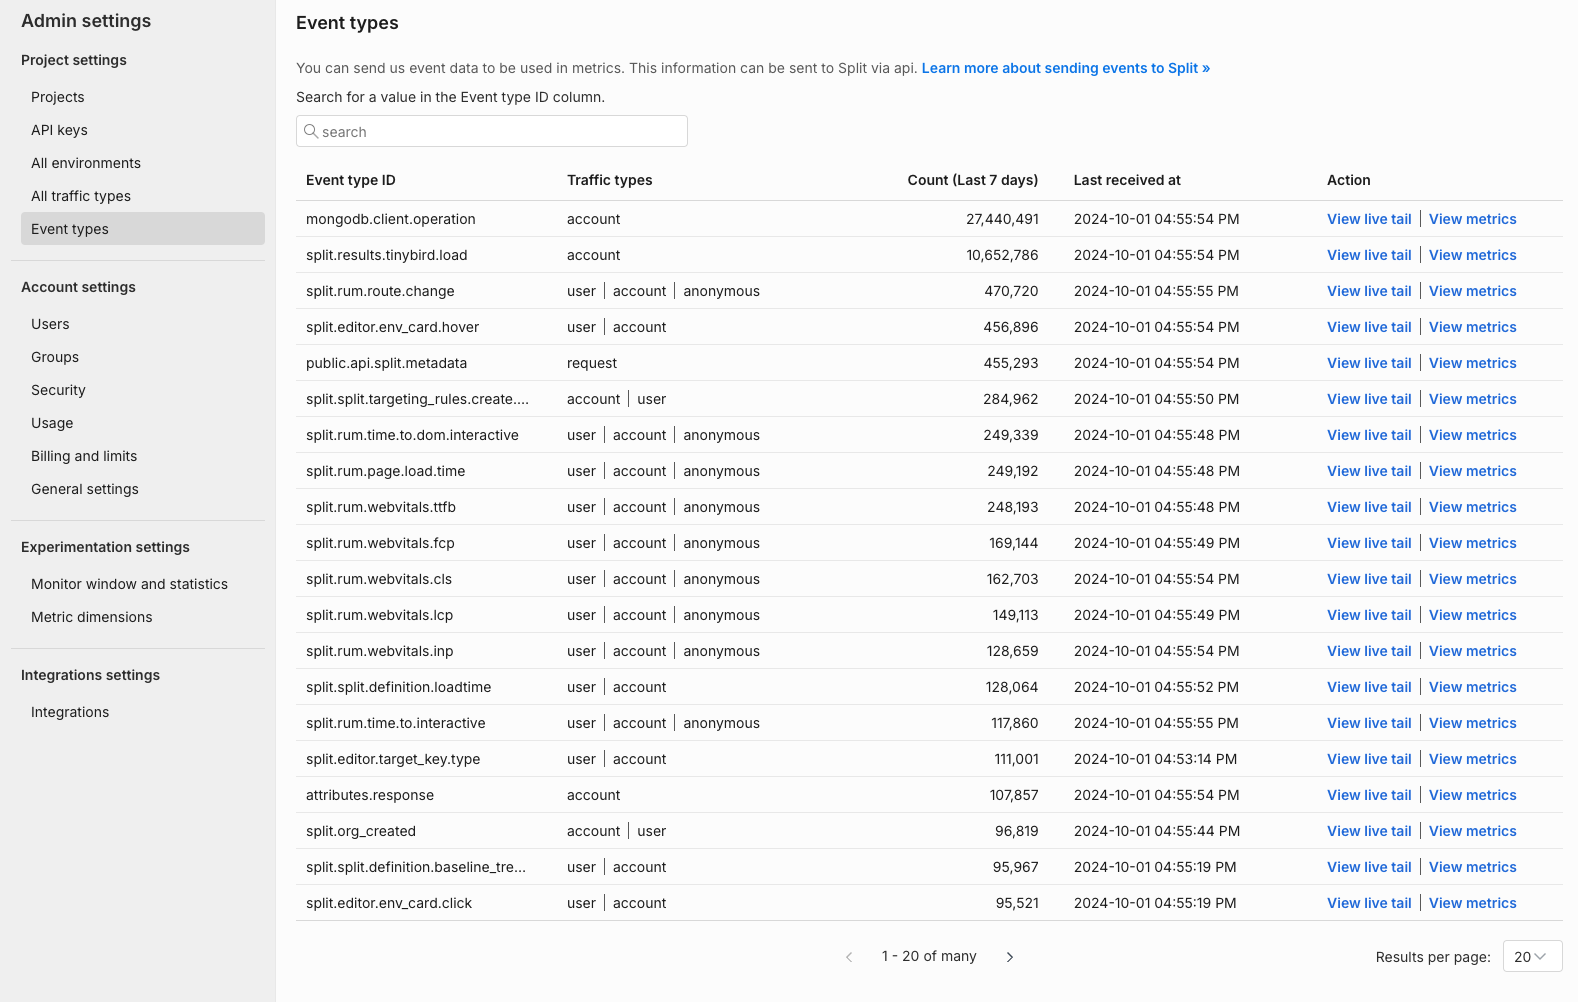 Admin settings
Project settings
Projects
API keys
All environments
All traffic types
Event types
Account settings
Users
Groups
Security
Usage
Billing and limits
General settings
Experimentation settings
Monitor window and statistics
Metric dimensions
Integrations settings
Integrations
Event types
You can send us event data to be used in metrics. This information can be sent to Split via api. Learn more about sending events to Split »
Search for a value in the Event type ID column.
search
Event type ID Traffic types Count (Last 7 days) Last received at Action
mongodb.client.operation account 27,440,491 2024-10-01 04:55:54 PM View live tail | View metrics
split.results.tinybird.load account 10,652,786 2024-10-01 04:55:54 PM View live tail | View metrics
split.rum.route.change user | account | anonymous 470,720 2024-10-01 04:55:55 PM View live tail | View metrics
split.editor.env_card.hover user | account 456,896 2024-10-01 04:55:54 PM View live tail | View metrics
public.api.split.metadata request 455,293 2024-10-01 04:55:54 PM View live tail | View metrics
split.split.targeting_rules.create.... account | user 284,962 2024-10-01 04:55:50 PM View live tail | View metrics
split.rum.time.to.dom.interactive user | account | anonymous 249,339 2024-10-01 04:55:48 PM View live tail | View metrics
split.rum.page.load.time user | account | anonymous 249,192 2024-10-01 04:55:48 PM View live tail | View metrics
split.rum.webvitals.ttfb user | account | anonymous 248,193 2024-10-01 04:55:48 PM View live tail | View metrics
split.rum.webvitals.fcp user | account | anonymous 169,144 2024-10-01 04:55:49 PM View live tail | View metrics
split.rum.webvitals.cls user | account | anonymous 162,703 2024-10-01 04:55:54 PM View live tail | View metrics
split.rum.webvitals.lcp user | account | anonymous 149,113 2024-10-01 04:55:49 PM View live tail | View metrics
split.rum.webvitals.inp user | account | anonymous 128,659 2024-10-01 04:55:54 PM View live tail | View metrics
split.split.definition.loadtime user | account 128,064 2024-10-01 04:55:52 PM View live tail | View metrics
split.rum.time.to.interactive user | account | anonymous 117,860 2024-10-01 04:55:55 PM View live tail | View metrics
split.editor.target_key.type user | account 111,001 2024-10-01 04:53:14 PM View live tail | View metrics
attributes.response account 107,857 2024-10-01 04:55:54 PM View live tail | View metrics
split.org_created account | user 96,819 2024-10-01 04:55:44 PM View live tail | View metrics
split.split.definition.baseline_tre... user | account 95,967 2024-10-01 04:55:19 PM View live tail | View metrics
split.editor.env_card.click user | account 95,521 2024-10-01 04:55:19 PM View live tail | View metrics
1 - 20 of many
Results per page: 20